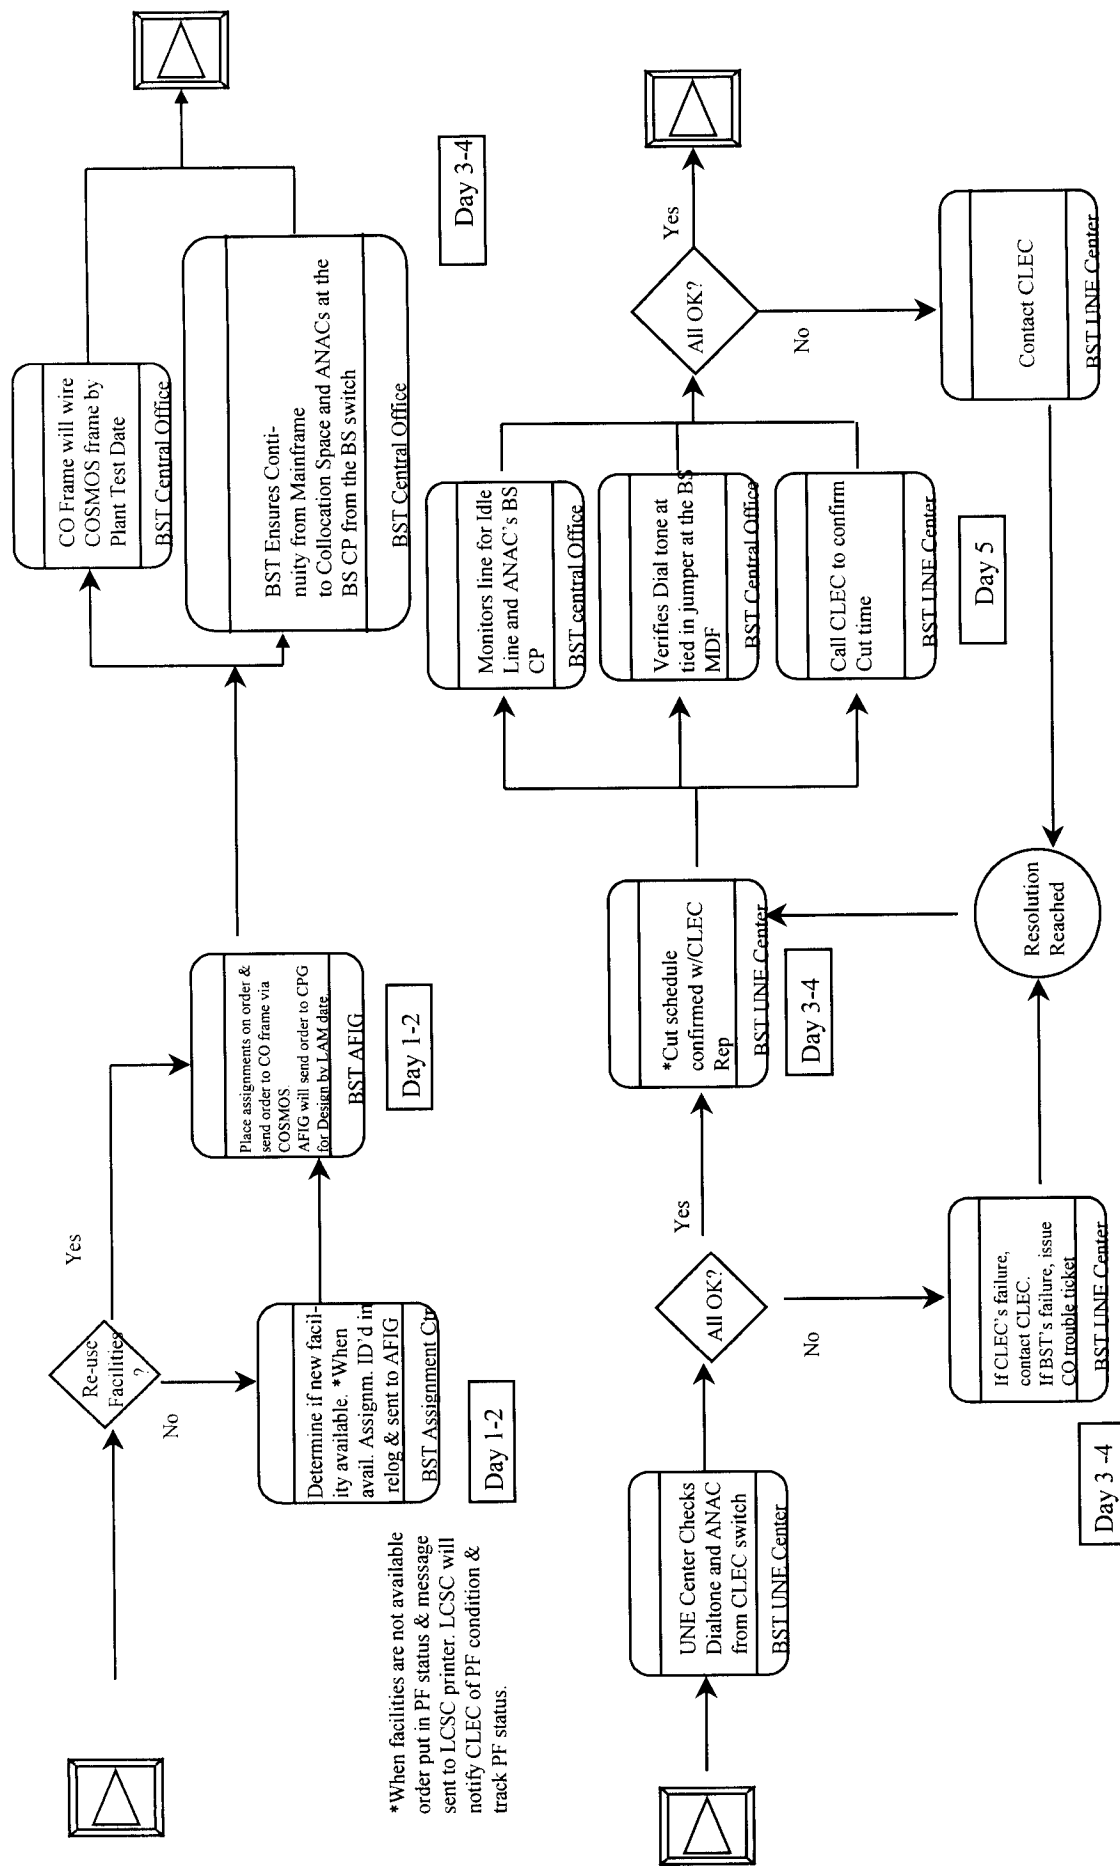 Re-use
Facilities
?
Yes
No
Determine if new facil-
ity available. *When
avail. Assignm. ID'd in
relog & sent to AFIG
BST Assignment Ctr
Day 1-2
*When facilities are not available
order put in PF status & message
sent to LCSC printer. LCSC will
notify CLEC of PF condition &
track PF status.
Place assignments on order &
send order to CO frame via
COSMOS.
AFIG will send order to CPG
for Design by LAM date.
BST AFIG
Day 1-2
CO Frame will wire
COSMOS frame by
Plant Test Date
BST Central Office
BST Ensures Conti-
nuity from Mainframe
to Collocation Space and ANACs at the
BS CP from the BS switch
BST Central Office
Day 3-4
UNE Center Checks
Dialtone and ANAC
from CLEC switch
BST UNE Center
All OK?
Yes
No
If CLEC's failure,
contact CLEC.
If BST's failure, issue
CO trouble ticket
BST UNE Center
Day 3 -4
*Cut schedule
confirmed w/CLEC
Rep
BST UNE Center
Day 3-4
Resolution
Reached
Monitors line for Idle
Line and ANAC's BS
CP
BST central Office
Verifies Dial tone at
tied in jumper at the BS
MDF
BST Central Office
Call CLEC to confirm
Cut time
BST UNE Center
Day 5
All OK?
Yes
No
Contact CLEC
BST UNE Center